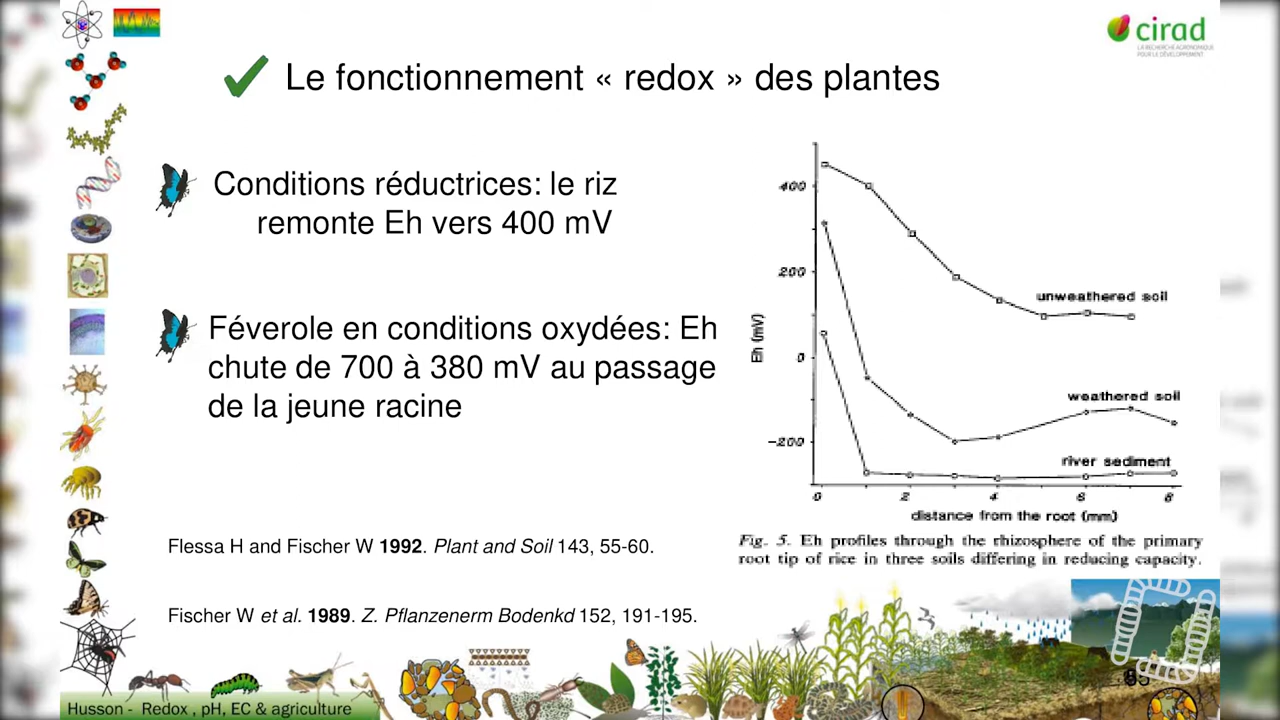 cirad
LA RECHERCHE AGRONOMIQUE
POUR LE DÉVELOPPEMENT
Le fonctionnement « redox » des plantes
Conditions réductrices: le riz
remonte Eh vers 400 mV
Féverole en conditions oxydées: Eh
chute de 700 à 380 mV au passage
de la jeune racine
Flessa H and Fischer W 1992. Plant and Soil 143, 55-60.
Fischer W et al. 1989. Z. Pflanzenerm Bodenkd 152, 191-195.
400
200
0
-200
Eh (mV)
unweathered soil
weathered soil
river sediment
0 2 4 6 8
distance from the root (mm)
Fig. 5. Eh profiles through the rhizosphere of the primary
root tip of rice in three soils differing in reducing capacity.
Husson - Redox , pH, EC & agriculture